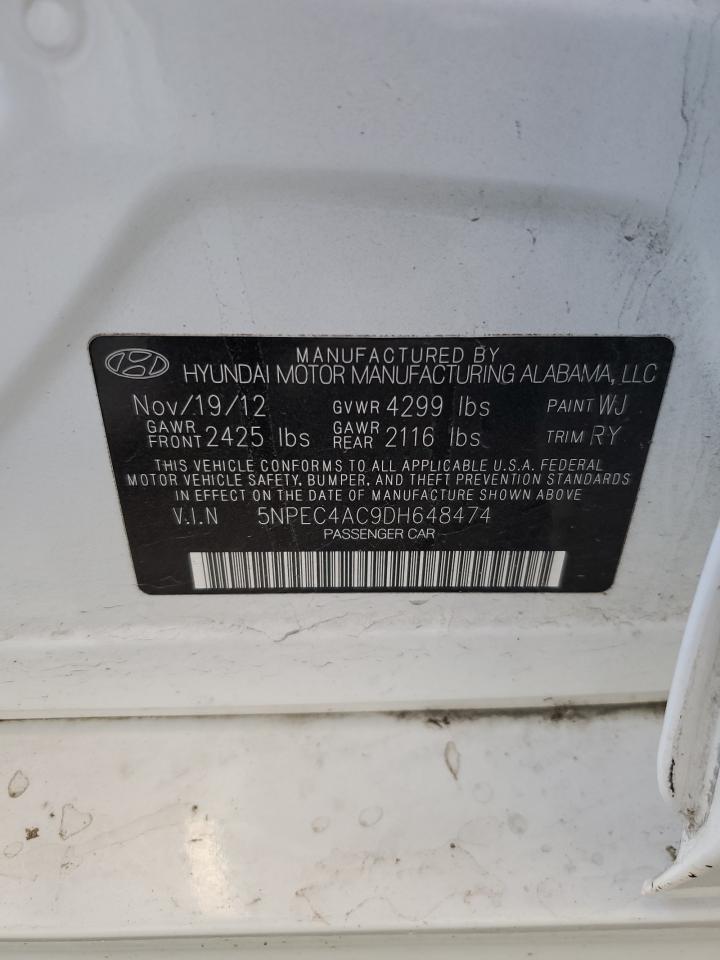 MANUFACTURED BY
HYUNDAI MOTOR MANUFACTURING ALABAMA, LLC
Nov/19/12 GVWR 4299 lbs PAINT WJ
GAWR FRONT 2425 lbs GAWR REAR 2116 lbs TRIM RY
THIS VEHICLE CONFORMS TO ALL APPLICABLE U.S.A. FEDERAL
MOTOR VEHICLE SAFETY, BUMPER, AND THEFT PREVENTION STANDARDS
IN EFFECT ON THE DATE OF MANUFACTURE SHOWN ABOVE
V.I.N 5NPEC4AC9DH648474
PASSENGER CAR